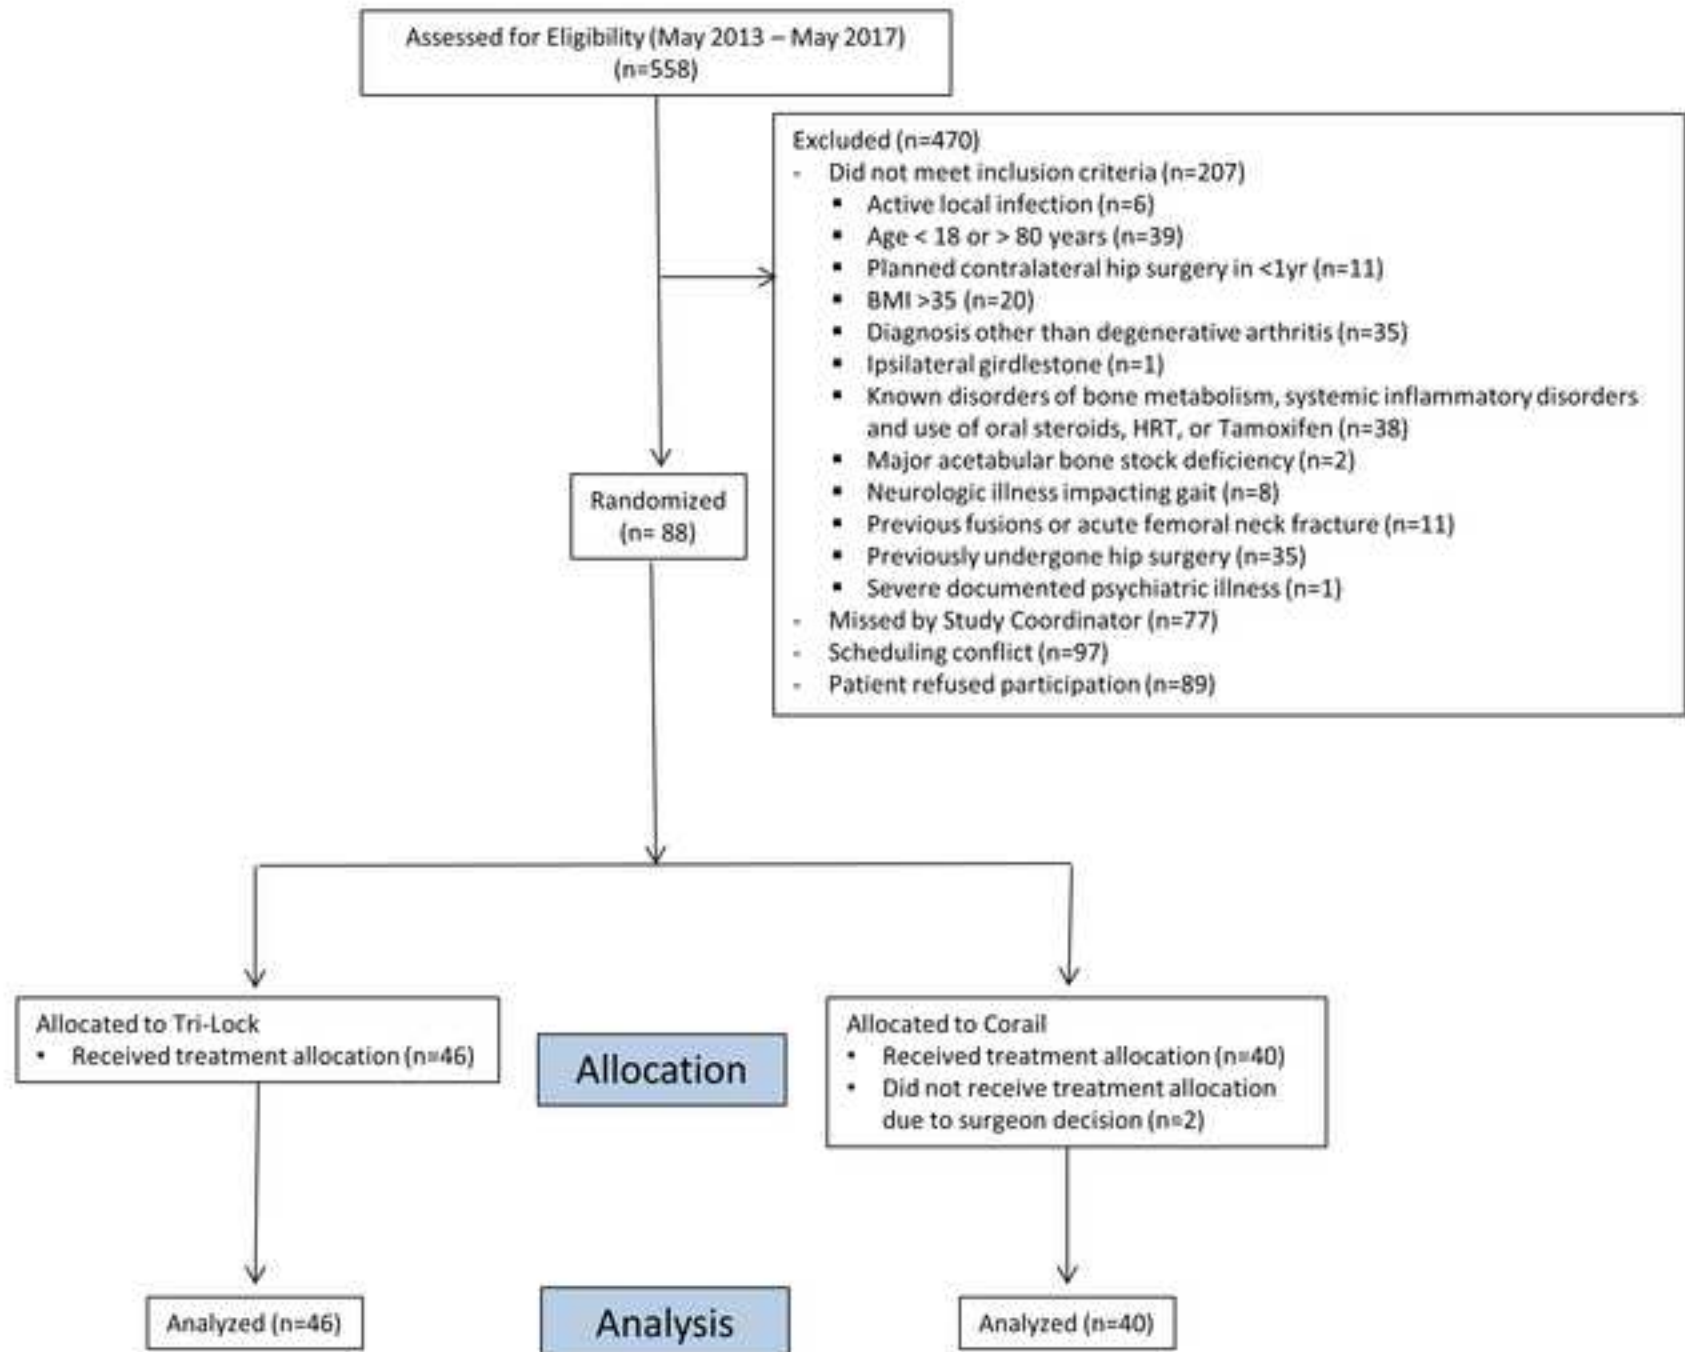 Assessed for Eligibility (May 2013 – May 2017)
(n=558)
Excluded (n=470)
- Did not meet inclusion criteria (n=207)
▪ Active local infection (n=6)
▪ Age < 18 or > 80 years (n=39)
▪ Planned contralateral hip surgery in <1yr (n=11)
▪ BMI >35 (n=20)
▪ Diagnosis other than degenerative arthritis (n=35)
▪ Ipsilateral girdlestone (n=1)
▪ Known disorders of bone metabolism, systemic inflammatory disorders
and use of oral steroids, HRT, or Tamoxifen (n=38)
▪ Major acetabular bone stock deficiency (n=2)
▪ Neurologic illness impacting gait (n=8)
▪ Previous fusions or acute femoral neck fracture (n=11)
▪ Previously undergone hip surgery (n=35)
▪ Severe documented psychiatric illness (n=1)
- Missed by Study Coordinator (n=77)
- Scheduling conflict (n=97)
- Patient refused participation (n=89)
Randomized
(n= 88)
Allocated to Tri-Lock
• Received treatment allocation (n=46)
Allocation
Allocated to Corail
• Received treatment allocation (n=40)
• Did not receive treatment allocation
due to surgeon decision (n=2)
Analyzed (n=46)
Analysis
Analyzed (n=40)